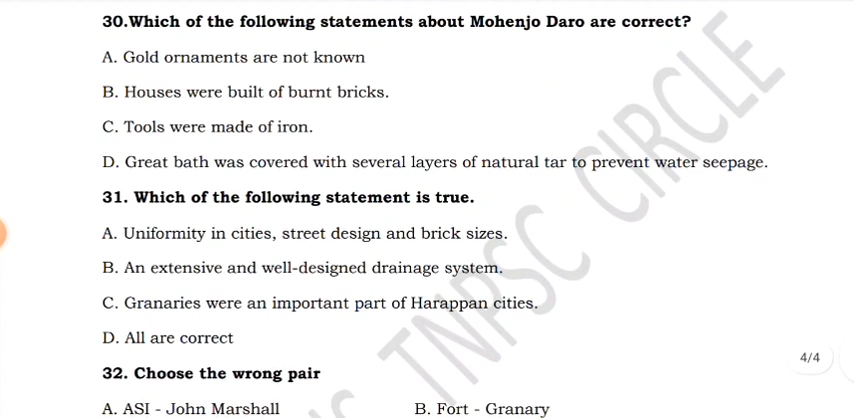 30.Which of the following statements about Mohenjo Daro are correct?
A. Gold ornaments are not known
B. Houses were built of burnt bricks.
C. Tools were made of iron.
D. Great bath was covered with several layers of natural tar to prevent water seepage.
31. Which of the following statement is true.
A. Uniformity in cities, street design and brick sizes.
B. An extensive and well-designed drainage system.
C. Granaries were an important part of Harappan cities.
D. All are correct
4/4
32. Choose the wrong pair
A. ASI - John Marshall B. Fort - Granary
TNPSC CIRCLE